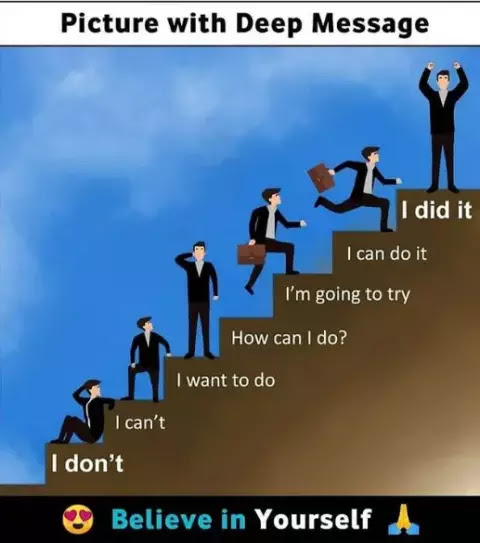 Picture with Deep Message
I did it
I can do it
I'm going to try
How can I do?
I want to do
I can't
I don't
Believe in Yourself